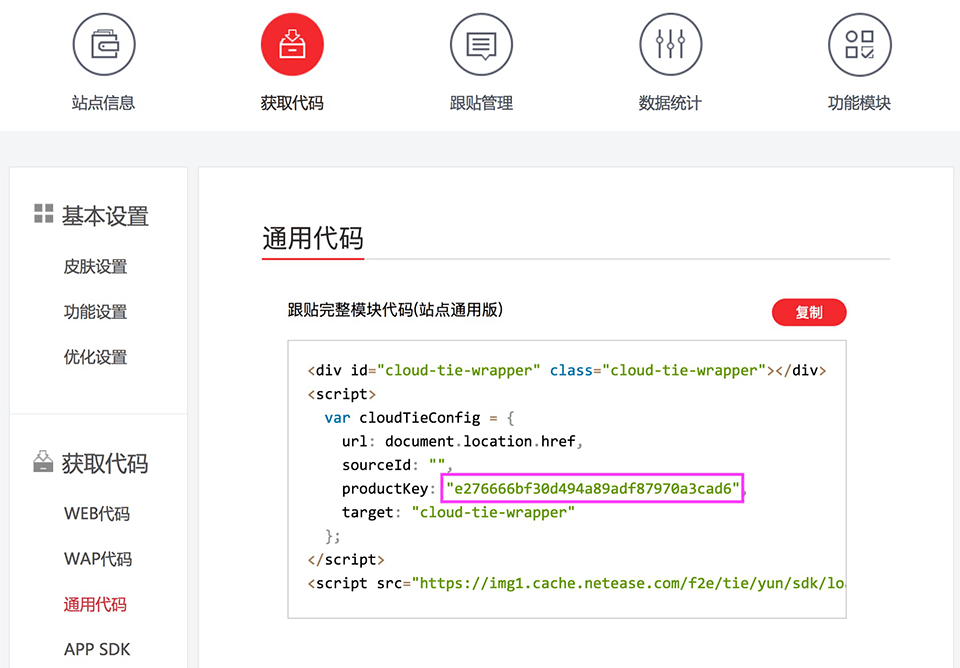 站点信息
获取代码
跟贴管理
数据统计
功能模块
基本设置
皮肤设置
功能设置
优化设置
获取代码
WEB代码
WAP代码
通用代码
APP SDK
通用代码
跟贴完整模块代码(站点通用版)
复制
<div id="cloud-tie-wrapper" class="cloud-tie-wrapper"></div>
<script>
var cloudTieConfig = {
url: document.location.href,
sourceId: "",
productKey: "e276666bf30d494a89adf87970a3cad6",
target: "cloud-tie-wrapper"
};
</script>
<script src="https://img1.cache.netease.com/f2e/tie/yun/sdk/lo